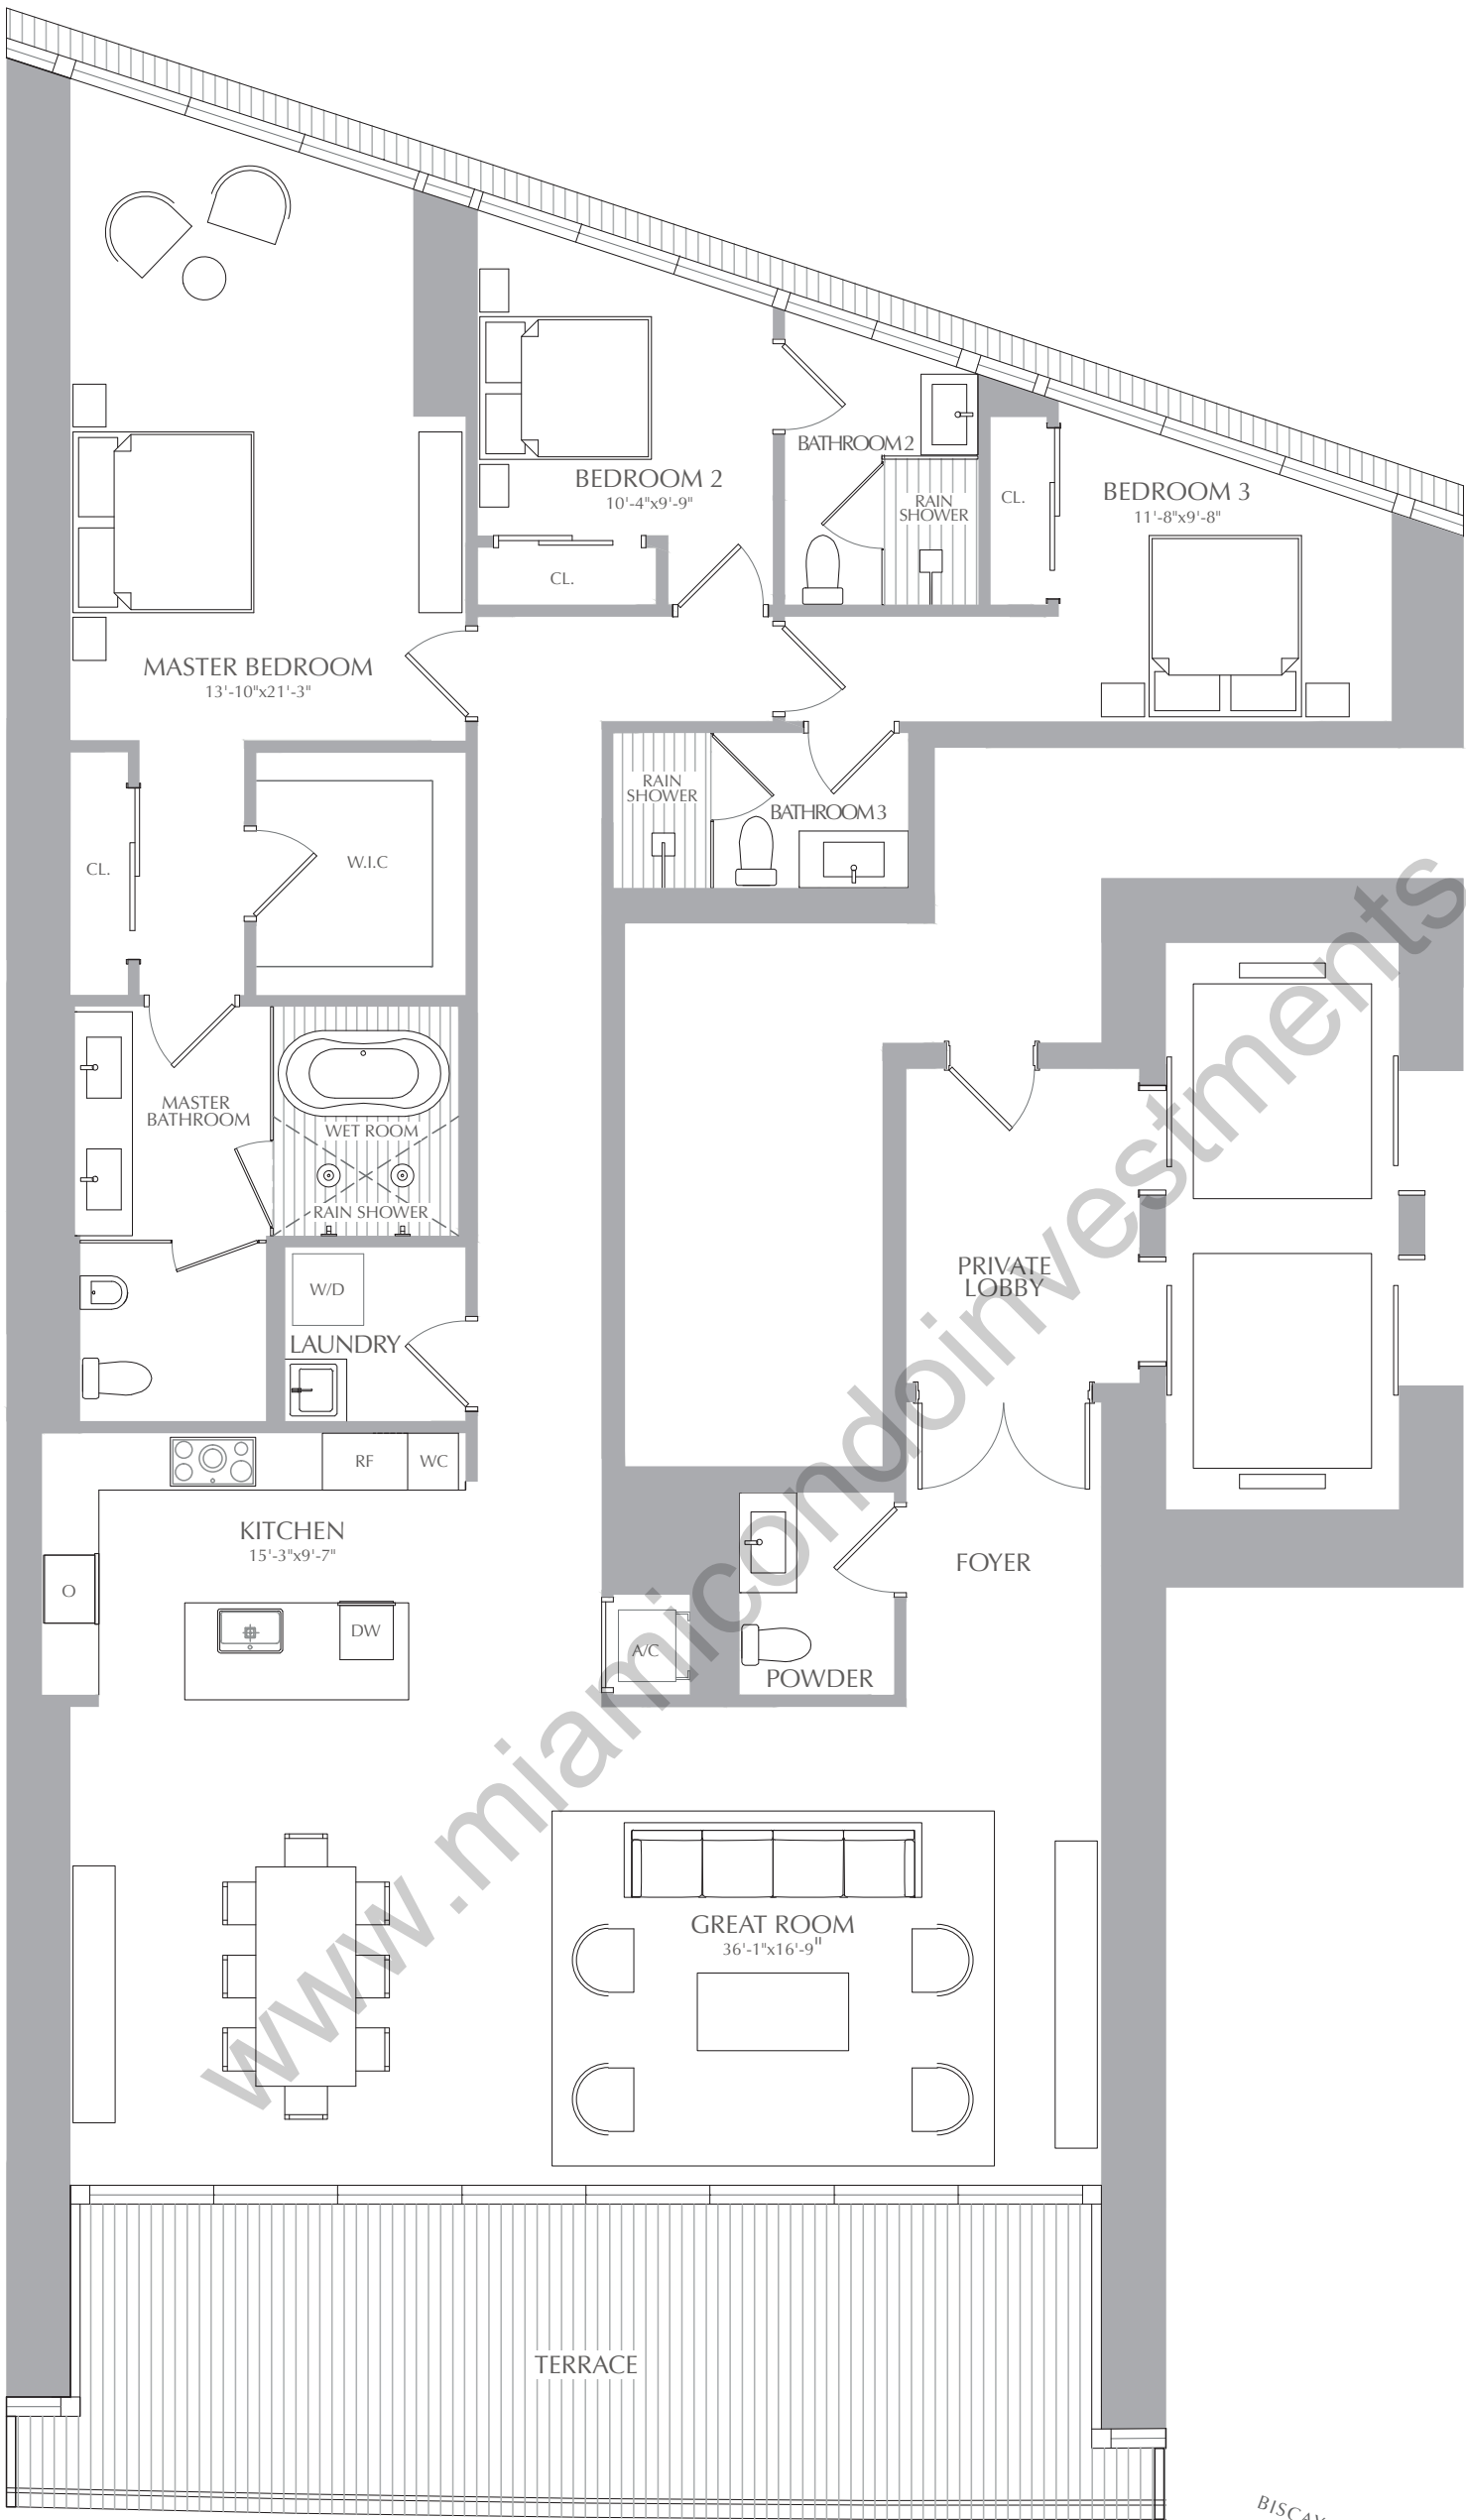 BEDROOM 2
10'-4"x9'-9"
BATHROOM 2
RAIN
SHOWER
CL.
BEDROOM 3
11'-8"x9'-8"
CL.
MASTER BEDROOM
13'-10"x21'-3"
RAIN
SHOWER
BATHROOM 3
CL.
W.I.C
MASTER
BATHROOM
WET ROOM
RAIN SHOWER
W/D
LAUNDRY
PRIVATE
LOBBY
RF
WC
KITCHEN
15'-3"x9'-7"
O
DW
A/C
FOYER
POWDER
GREAT ROOM
36'-1"x16'-9"
TERRACE
www.miamicondoinvestments